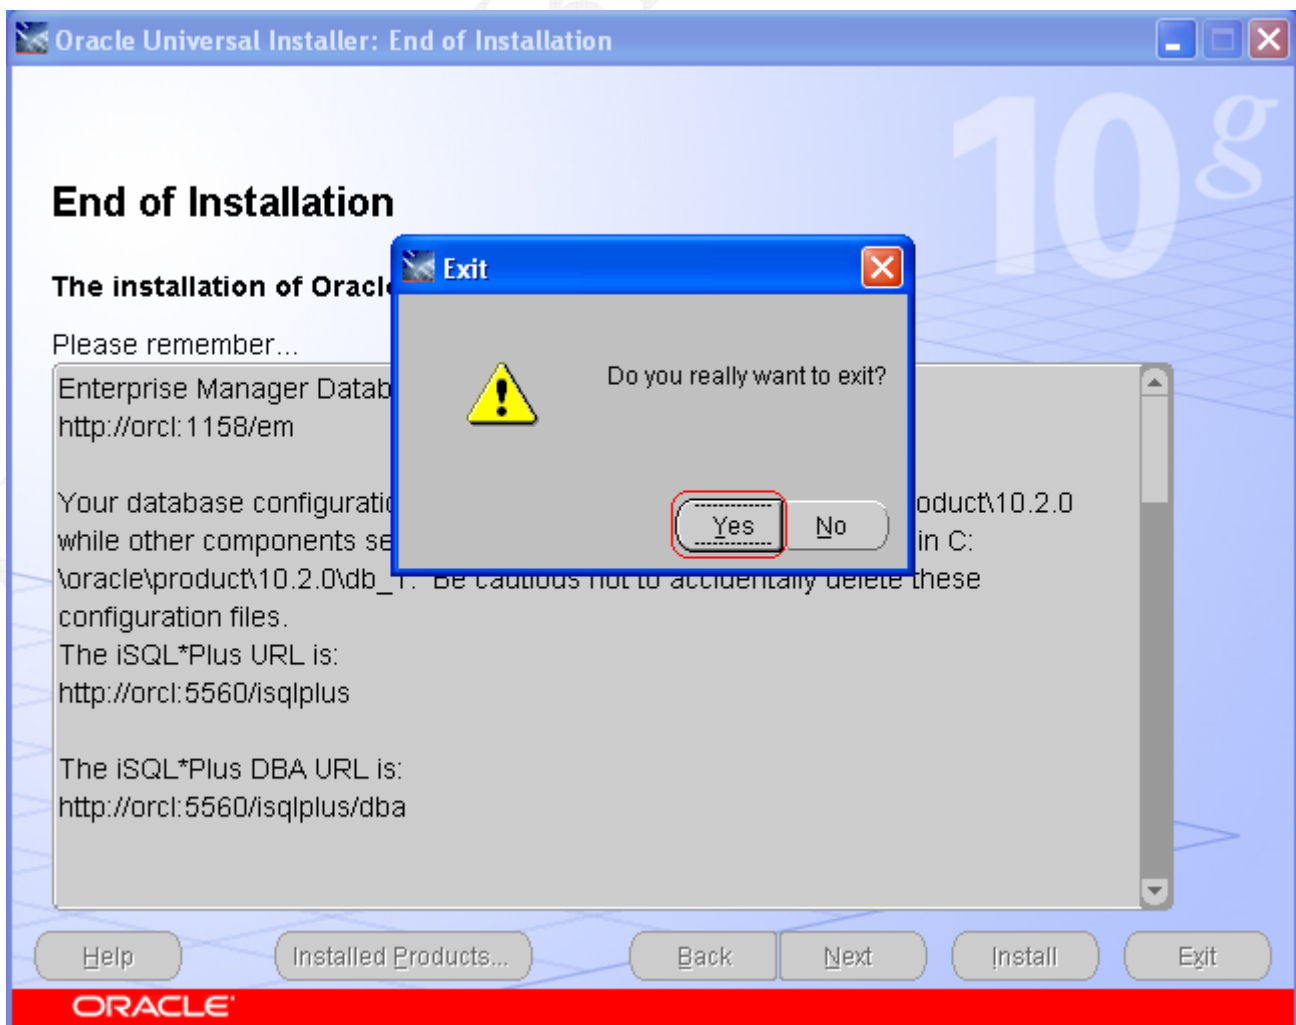 Oracle Universal Installer: End of Installation
10g
End of Installation
The installation of Oracle
Please remember...
Enterprise Manager Datab
http://orcl:1158/em
Your database configuratio oduct\10.2.0
while other components se in C:
\oracle\product\10.2.0\db_1. Be cautious not to accidentally delete these
configuration files.
The iSQL*Plus URL is:
http://orcl:5560/isqlplus
The iSQL*Plus DBA URL is:
http://orcl:5560/isqlplus/dba
Exit
Do you really want to exit?
Yes No
Help Installed Products... Back Next Install Exit
ORACLE